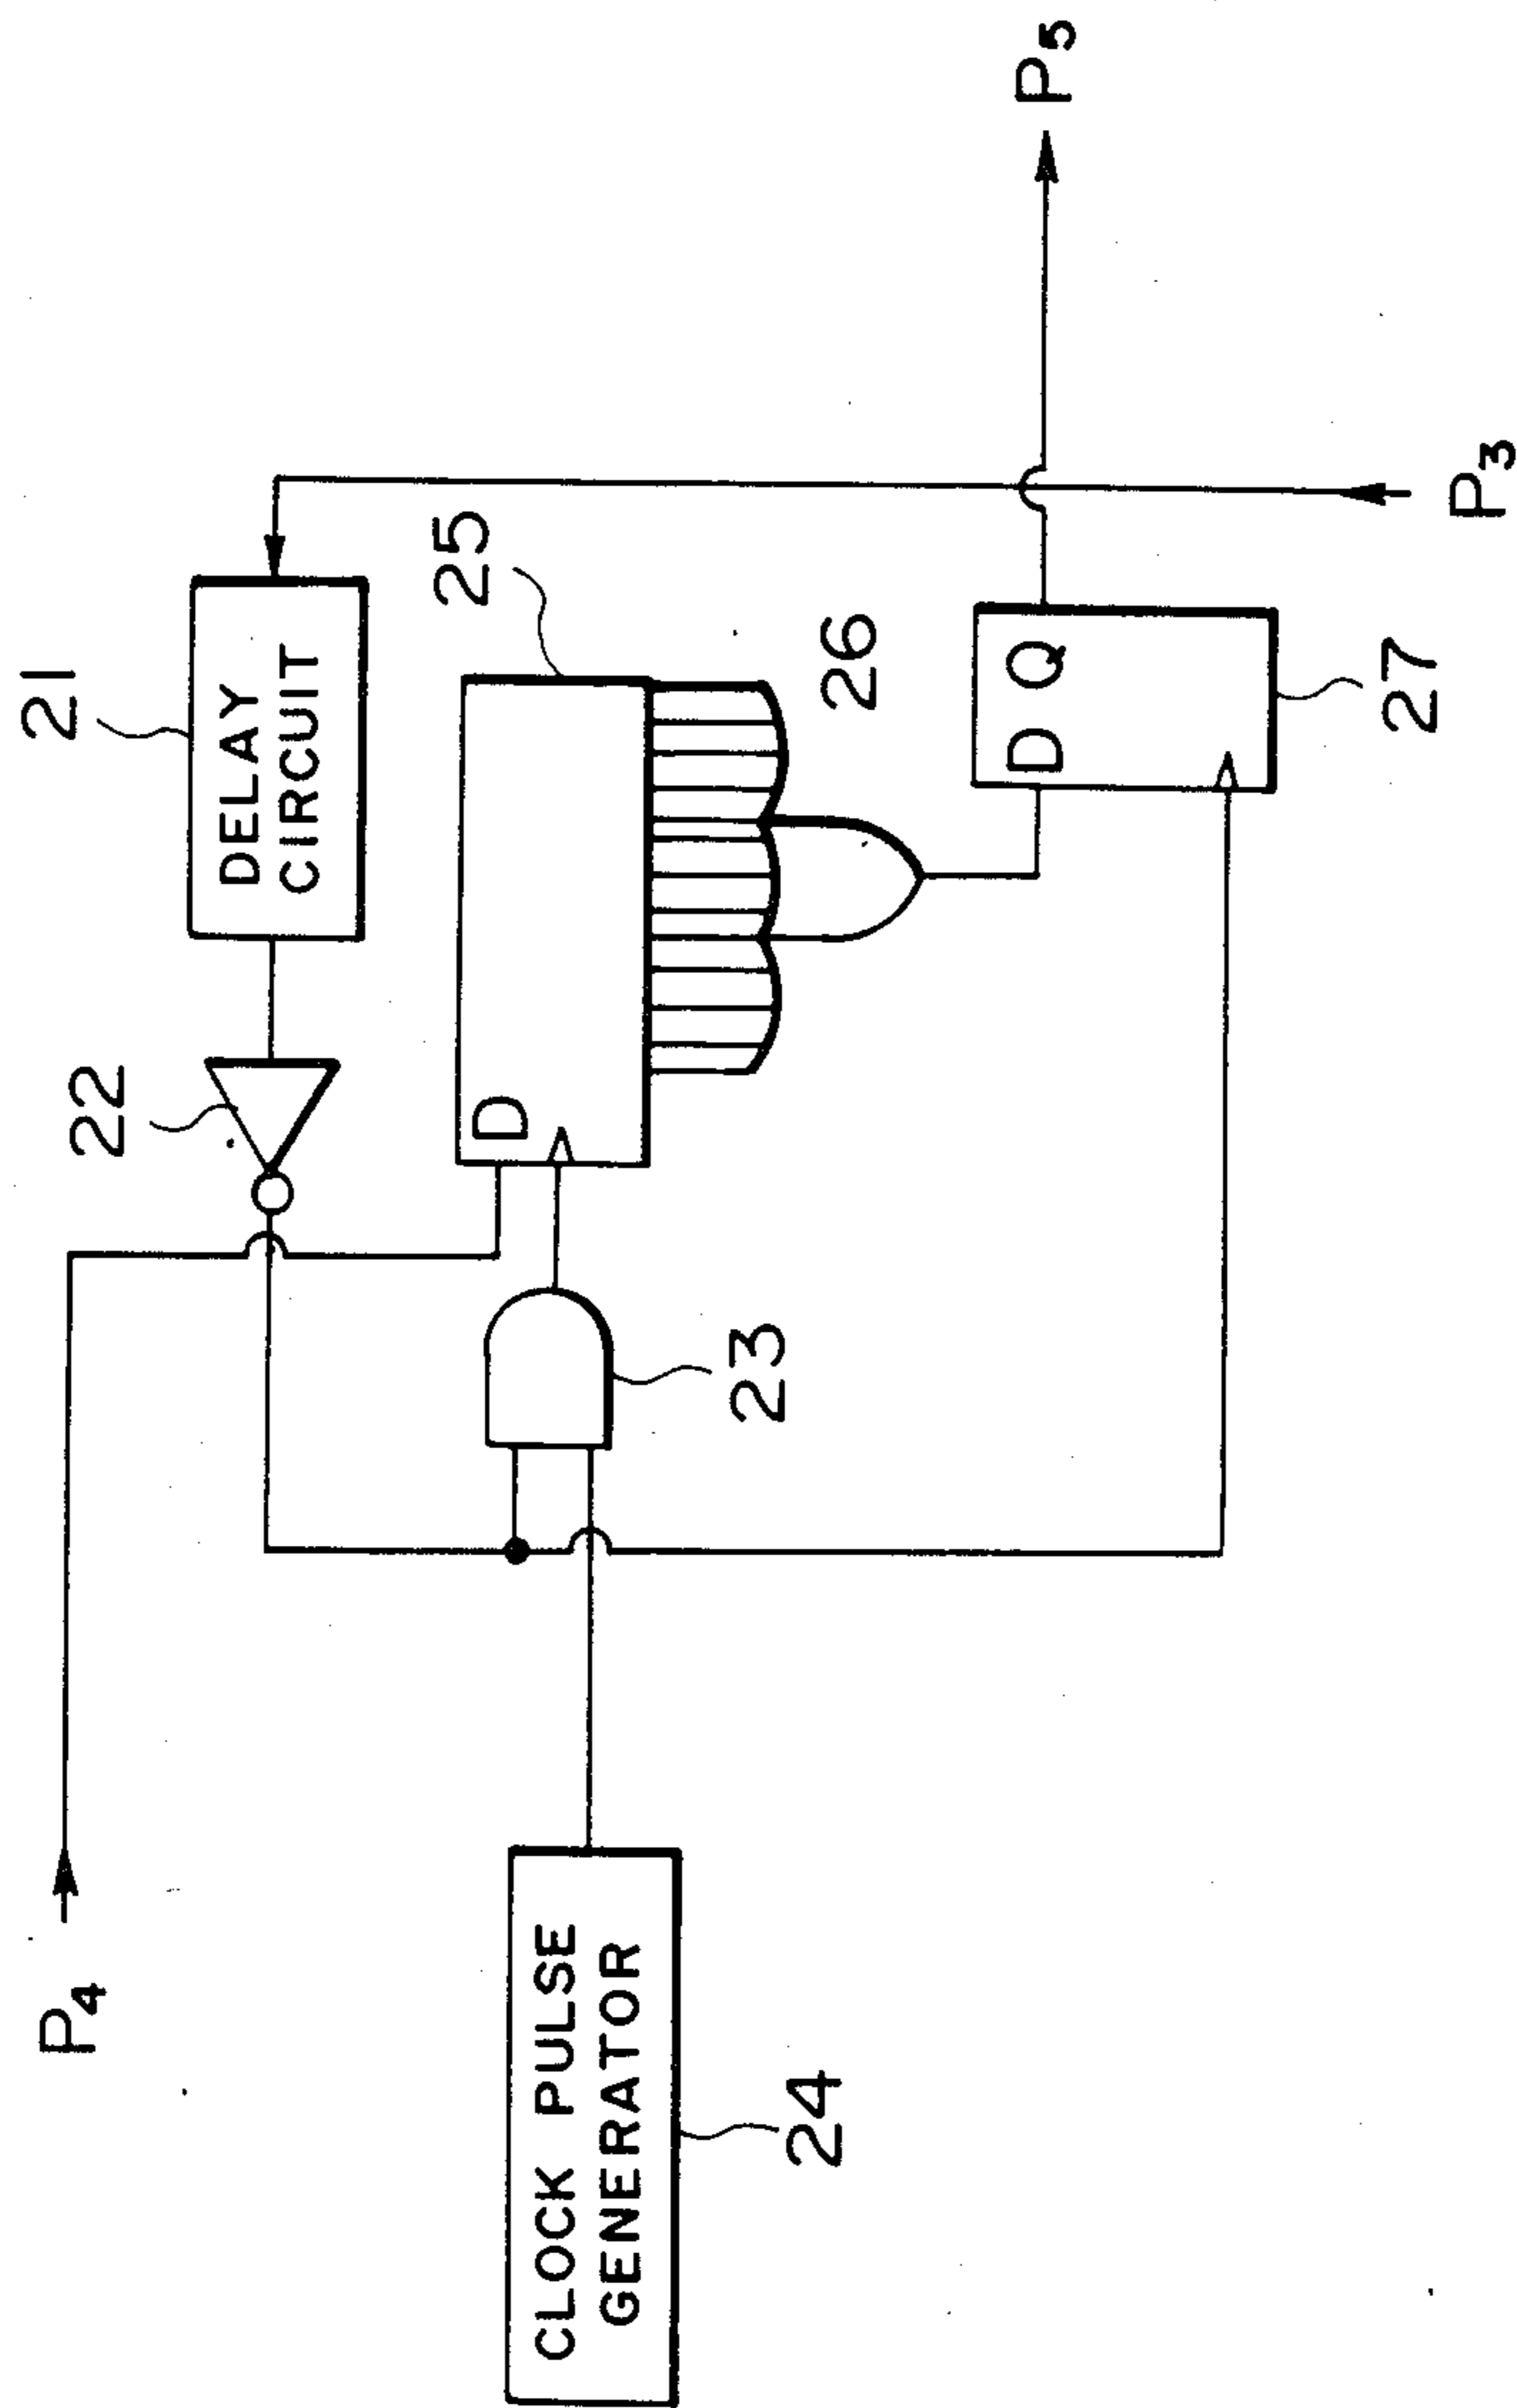 21
DELAY
CIRCUIT
22
P4
D
25
23
26
CLOCK PULSE
GENERATOR
24
D Q
27
P5
P3